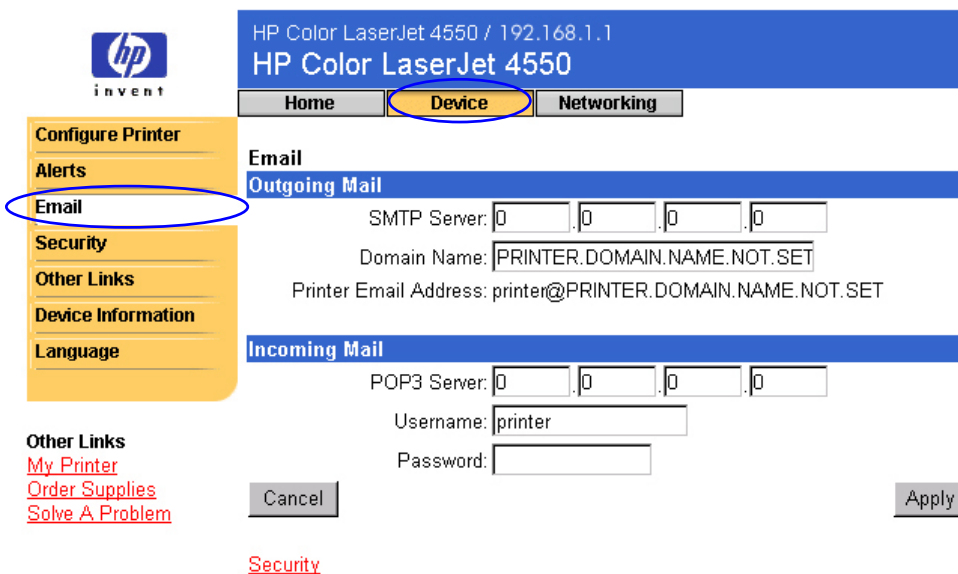 hp
invent
HP Color LaserJet 4550 / 192.168.1.1
HP Color LaserJet 4550
Home Device Networking
Configure Printer
Alerts
Email
Security
Other Links
Device Information
Language
Other Links
My Printer
Order Supplies
Solve A Problem
Email
Outgoing Mail
SMTP Server: 0 . 0 . 0 . 0
Domain Name: PRINTER.DOMAIN.NAME.NOT.SET
Printer Email Address: printer@PRINTER.DOMAIN.NAME.NOT.SET
Incoming Mail
POP3 Server: 0 . 0 . 0 . 0
Username: printer
Password:
Cancel Apply
Security